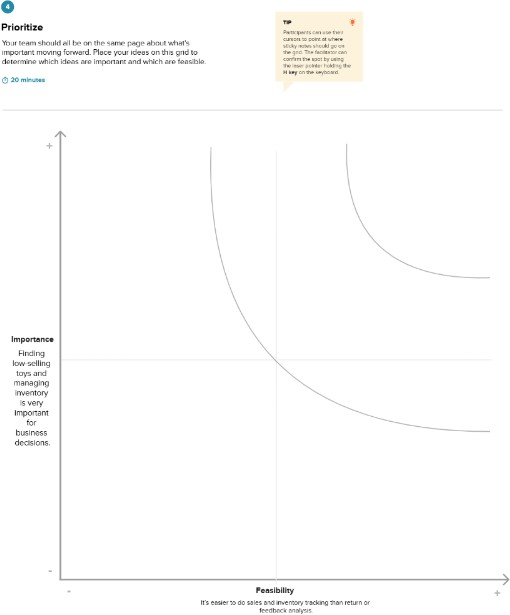 4
Prioritize
Your team should all be on the same page about what's
important moving forward. Place your ideas on this grid to
determine which ideas are important and which are feasible.
20 minutes
TIP
Participants can use their
cursors to point at where
sticky notes should go on
the grid. The facilitator can
confirm the spot by using
the laser pointer holding the
H key on the keyboard.
+
Importance
Finding
low-selling
toys and
managing
inventory
is very
important
for
business
decisions.
-
-
Feasibility
+
It's easier to do sales and inventory tracking than return or
feedback analysis.